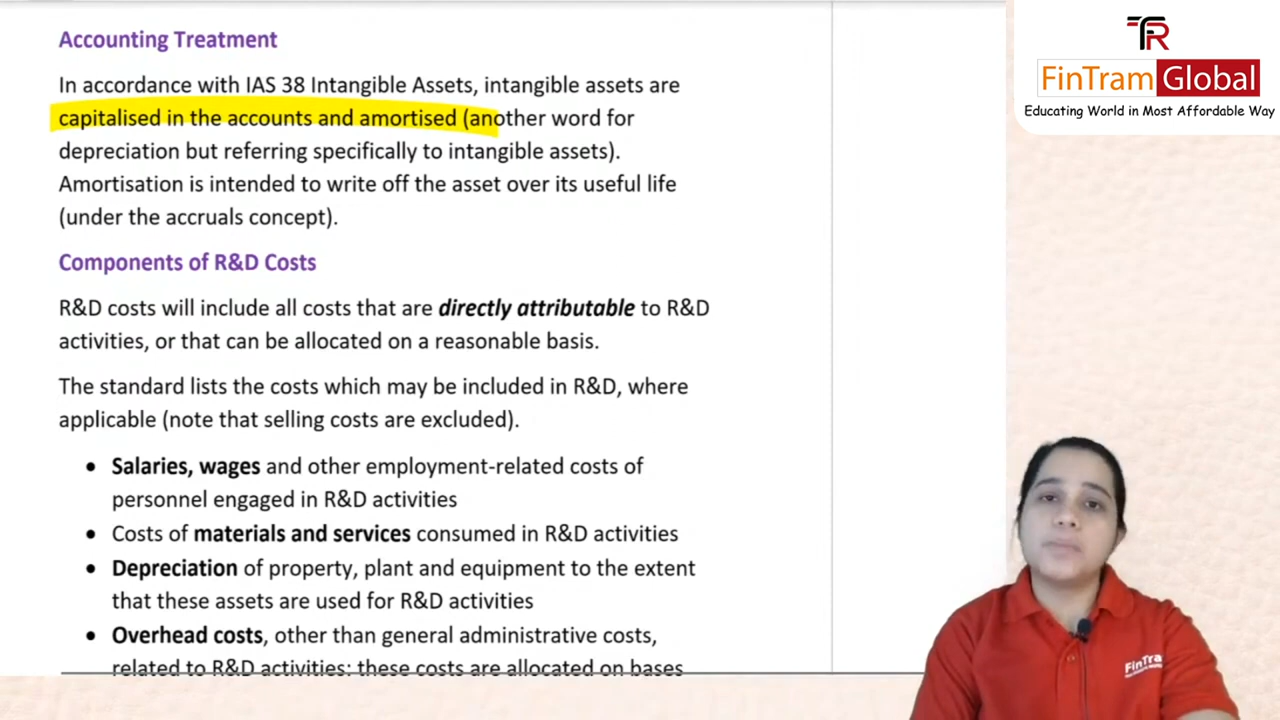 Accounting Treatment
In accordance with IAS 38 Intangible Assets, intangible assets are
capitalised in the accounts and amortised (another word for
depreciation but referring specifically to intangible assets).
Amortisation is intended to write off the asset over its useful life
(under the accruals concept).
Components of R&D Costs
R&D costs will include all costs that are directly attributable to R&D
activities, or that can be allocated on a reasonable basis.
The standard lists the costs which may be included in R&D, where
applicable (note that selling costs are excluded).
• Salaries, wages and other employment-related costs of
personnel engaged in R&D activities
• Costs of materials and services consumed in R&D activities
• Depreciation of property, plant and equipment to the extent
that these assets are used for R&D activities
• Overhead costs, other than general administrative costs,
related to R&D activities; these costs are allocated on bases
TR
FinTram Global
Educating World in Most Affordable Way
FinTra